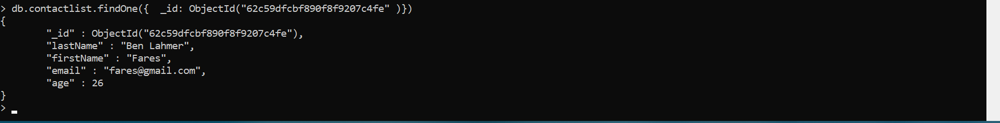 > db.contactlist.findOne({  _id: ObjectId("62c59dfcbf890f8f9207c4fe" )})
{
        "_id" : ObjectId("62c59dfcbf890f8f9207c4fe"),
        "lastName" : "Ben Lahmer",
        "firstName" : "Fares",
        "email" : "fares@gmail.com",
        "age" : 26
}
>